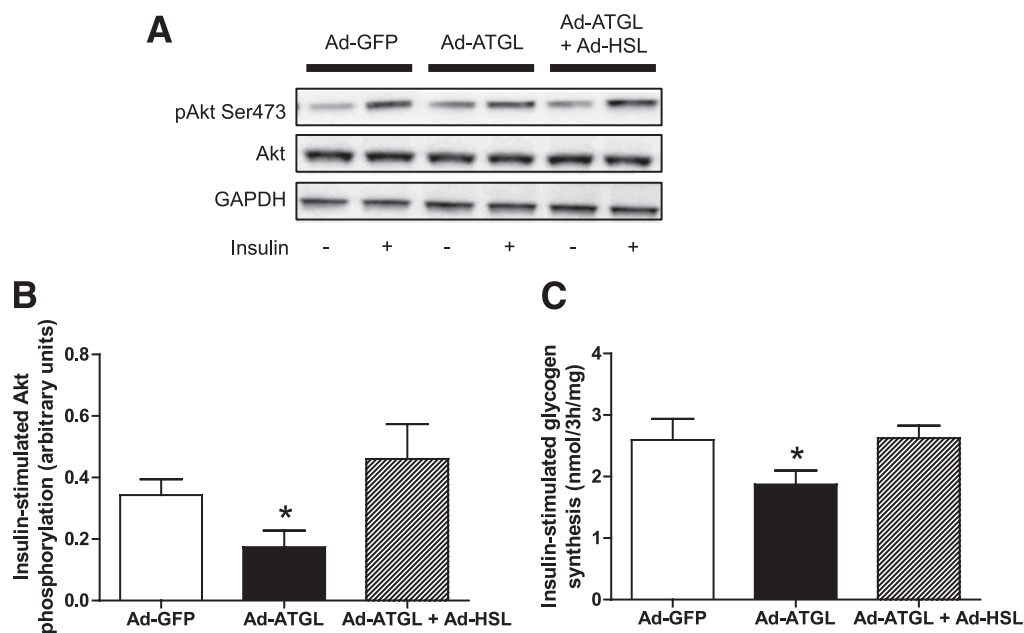 A
Ad-GFP
Ad-ATGL
Ad-ATGL
+ Ad-HSL
pAkt Ser473
Akt
GAPDH
Insulin - + - + - +
B
Insulin-stimulated Akt
phosphorylation (arbitrary units)
0.8
0.6
0.4
0.2
0.0
*
Ad-GFP
Ad-ATGL
Ad-ATGL + Ad-HSL
C
Insulin-stimulated glycogen
synthesis (nmol/3h/mg)
4
3
2
1
0
*
Ad-GFP
Ad-ATGL
Ad-ATGL + Ad-HSL